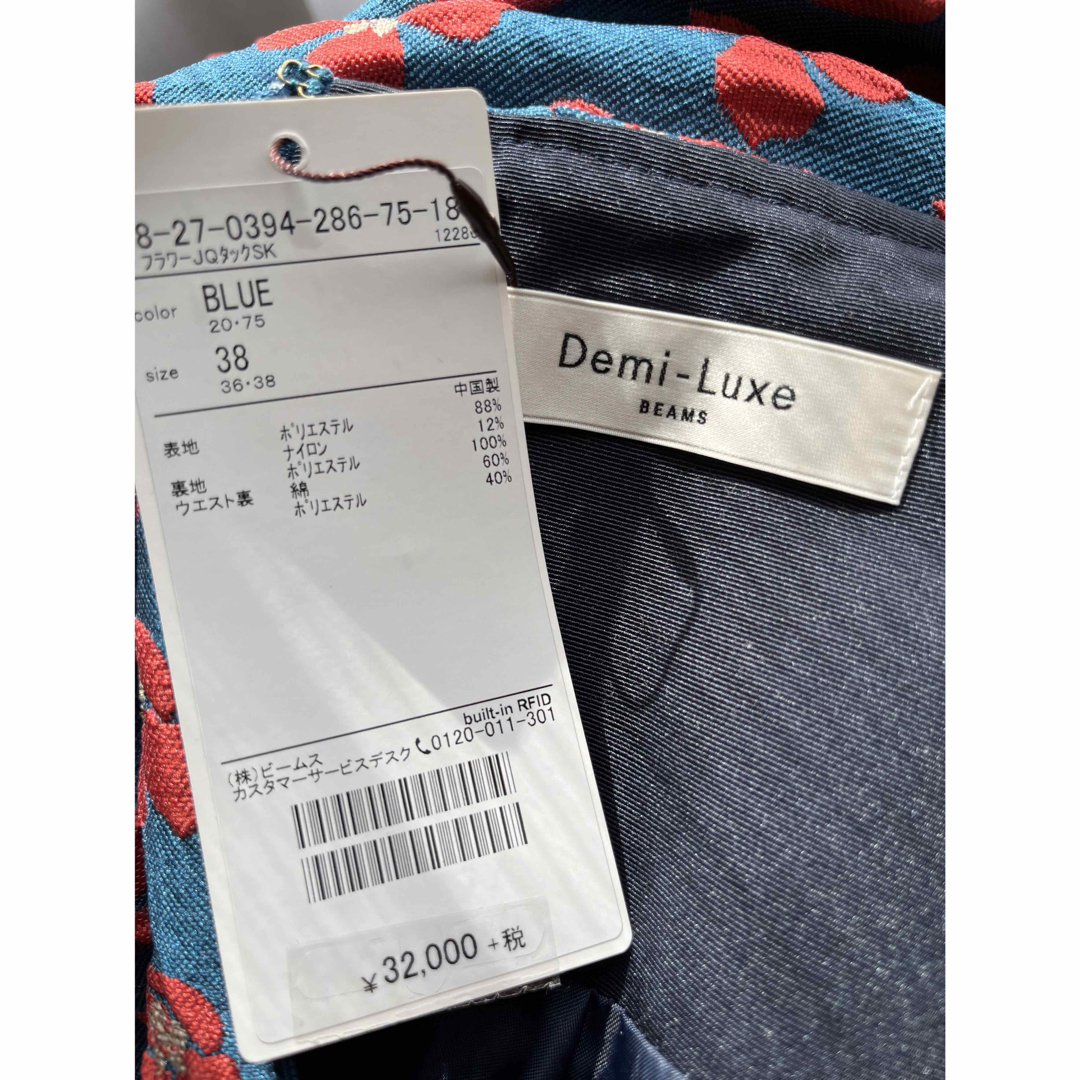 8-27-0394-286-75-18
フラワーJQタックSK
color BLUE
20・75
size 38
36・38
中国製
表地 ポリエステル 88%
ナイロン 12%
裏地 ポリエステル 100%
ウエスト裏 綿 60%
ポリエステル 40%
built-in RFID
(株)ビームス
カスタマーサービスデスク 0120-011-301
¥32,000 +税
Demi-Luxe
BEAMS